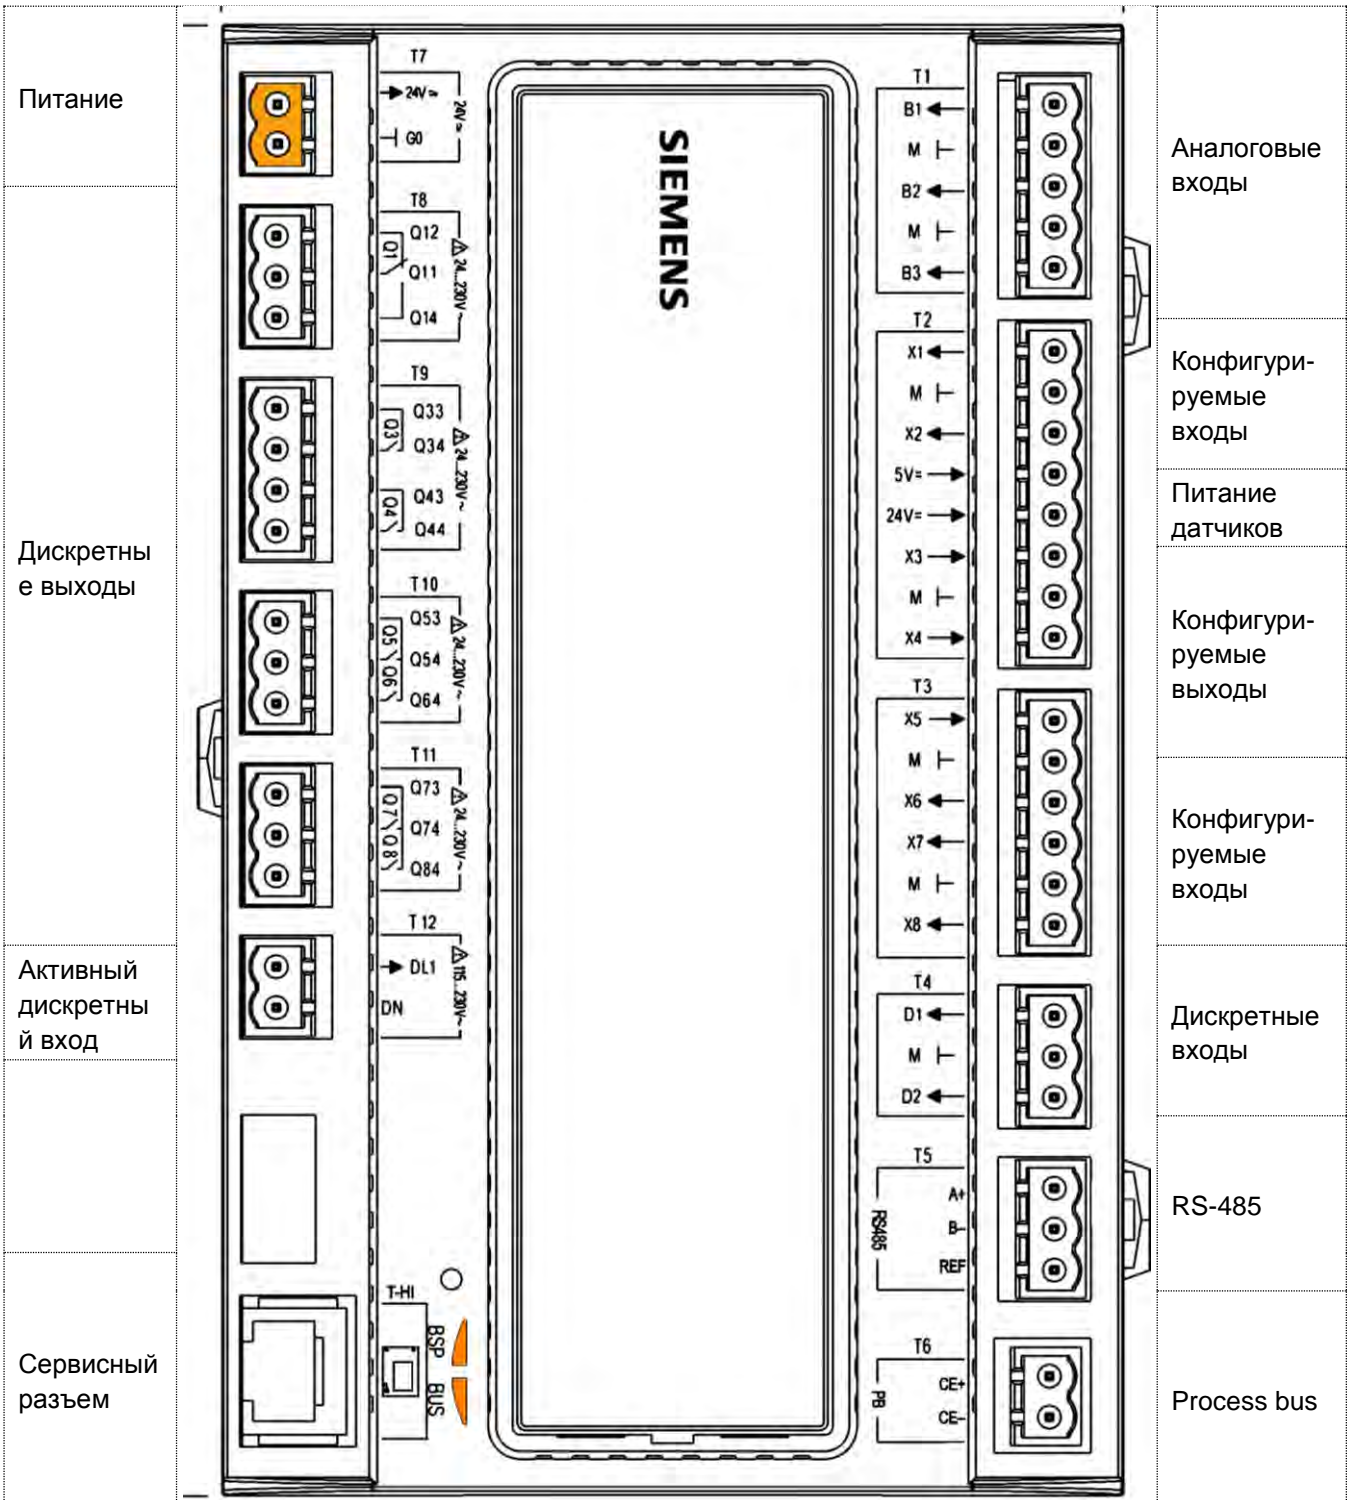 Питание
Дискретны
е выходы
Активный
дискретны
й вход
Сервисный
разъем
T7
24V≂
G0
24V≂
T8
Q12
Q11
Q14
Q1
⚠24...230V~
T9
Q33
Q34
Q43
Q44
Q3
Q4
⚠24...230V~
T10
Q53
Q54
Q64
Q5
Q6
⚠24...230V~
T11
Q73
Q74
Q84
Q7
Q8
⚠24...230V~
T12
DL1
DN
⚠115...230V~
T-HI
BSP
BUS
SIEMENS
T1
B1
M
B2
M
B3
T2
X1
M
X2
5V=
24V=
X3
M
X4
T3
X5
M
X6
X7
M
X8
T4
D1
M
D2
T5
A+
B-
REF
RS485
T6
CE+
CE-
PB
Аналоговые
входы
Конфигури-
руемые
входы
Питание
датчиков
Конфигури-
руемые
выходы
Конфигури-
руемые
входы
Дискретные
входы
RS-485
Process bus